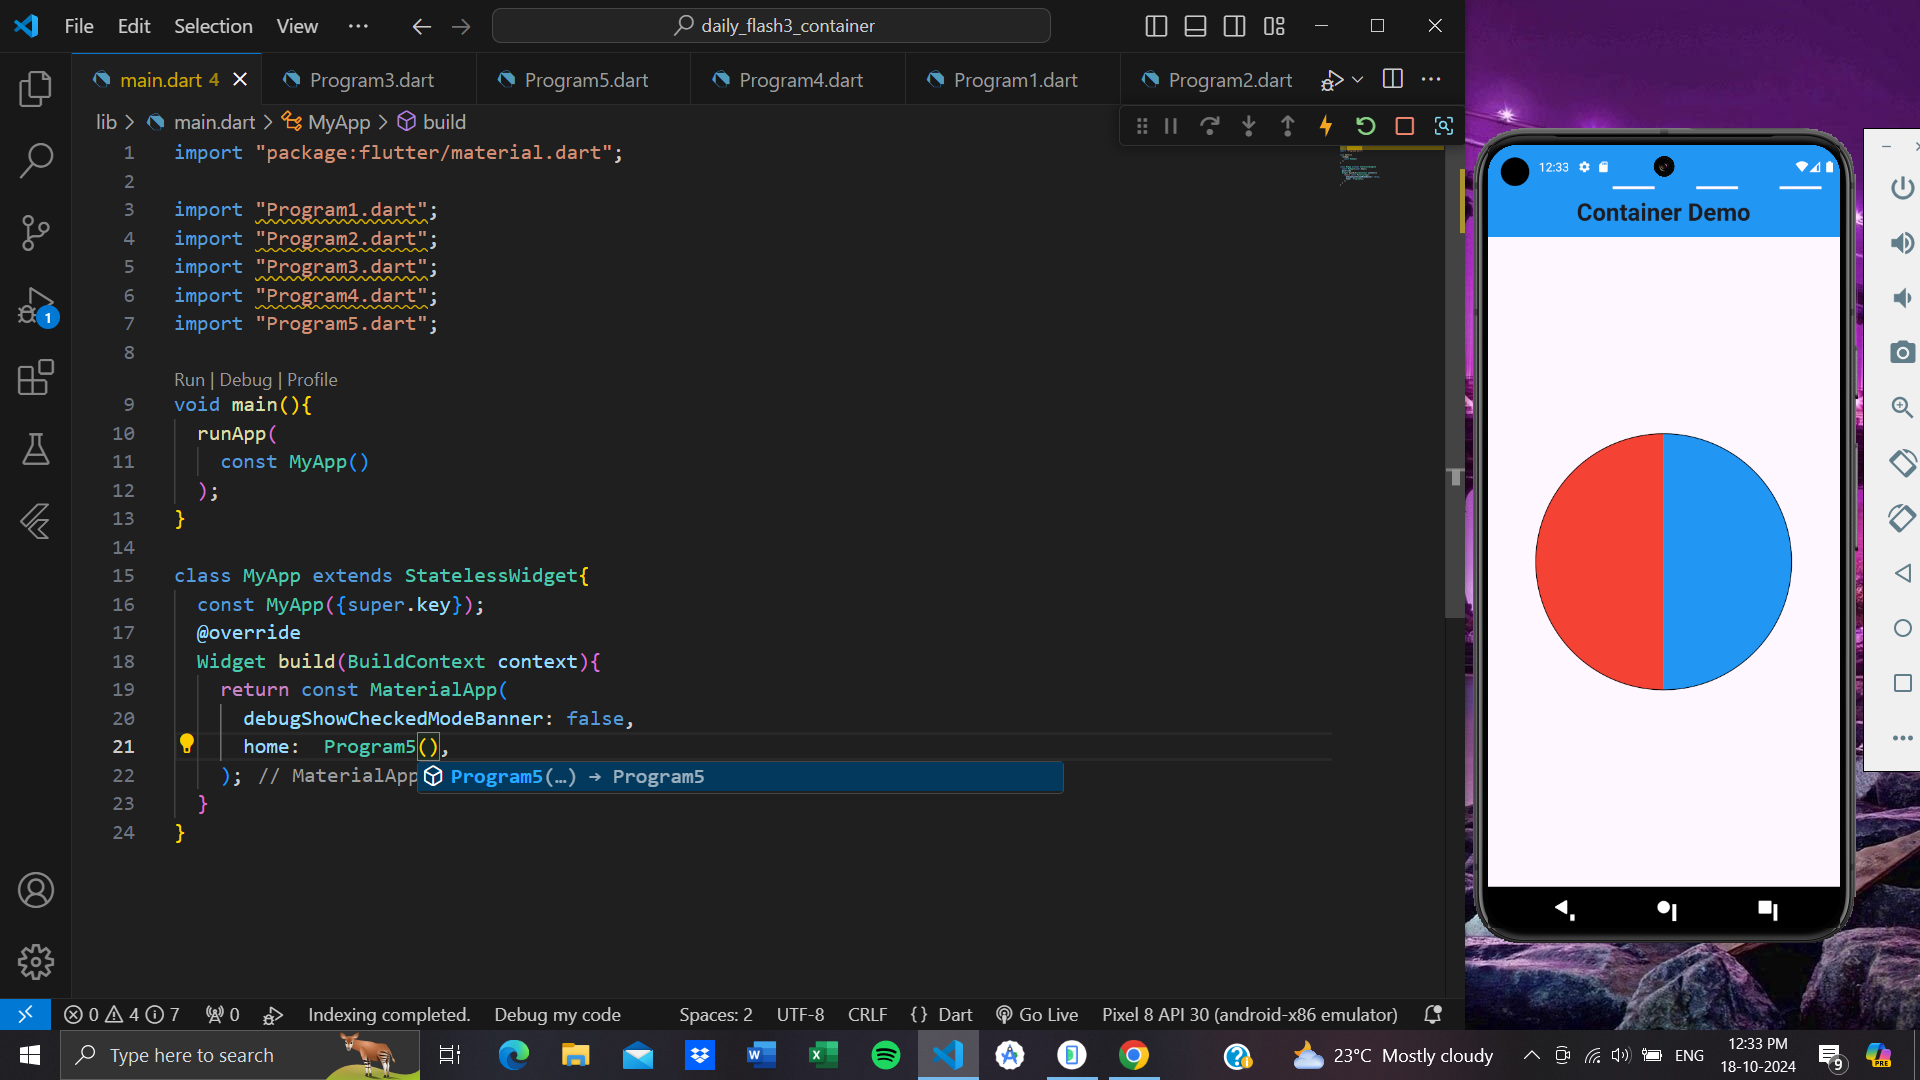 File Edit Selection View ··· daily_flash3_container
main.dart 4 Program3.dart Program5.dart Program4.dart Program1.dart Program2.dart
lib > main.dart > MyApp > build
1 import "package:flutter/material.dart";
2
3 import "Program1.dart";
4 import "Program2.dart";
5 import "Program3.dart";
6 import "Program4.dart";
7 import "Program5.dart";
8
Run | Debug | Profile
9 void main(){
10 runApp(
11 const MyApp()
12 );
13 }
14
15 class MyApp extends StatelessWidget{
16 const MyApp({super.key});
17 @override
18 Widget build(BuildContext context){
19 return const MaterialApp(
20 debugShowCheckedModeBanner: false,
21 home:  Program5(),
22 ); // MaterialApp
Program5(…) → Program5
23 }
24 }
1
12:33
Container Demo
0 4 7 0 Indexing completed. Debug my code Spaces: 2 UTF-8 CRLF {} Dart Go Live Pixel 8 API 30 (android-x86 emulator)
Type here to search 23°C Mostly cloudy ENG 12:33 PM
18-10-2024
9
PRE